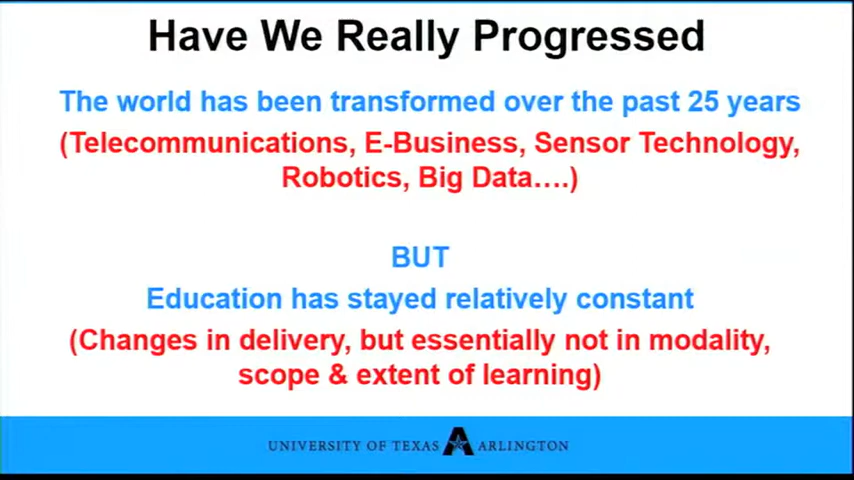 Have We Really Progressed
The world has been transformed over the past 25 years
(Telecommunications, E-Business, Sensor Technology,
Robotics, Big Data….)
BUT
Education has stayed relatively constant
(Changes in delivery, but essentially not in modality,
scope & extent of learning)
UNIVERSITY OF TEXAS A ARLINGTON